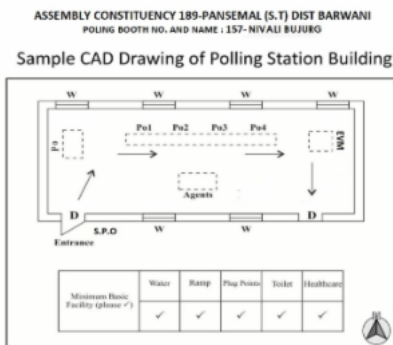 ASSEMBLY CONSTITUENCY 189-PANSEMAL (S.T) DIST BARWANI
POLING BOOTH NO. AND NAME : 157- NIVALI BUJURG
Sample CAD Drawing of Polling Station Building
W W W W
Po1 Po2 Po3 Po4
Po
EVM
Agents
D D
S.P.O
Entrance
W W
Water Ramp Plug Points Toilet Healthcare
Minimum Basic
Facility (please ✓)
✓ ✓ ✓ ✓ ✓
N